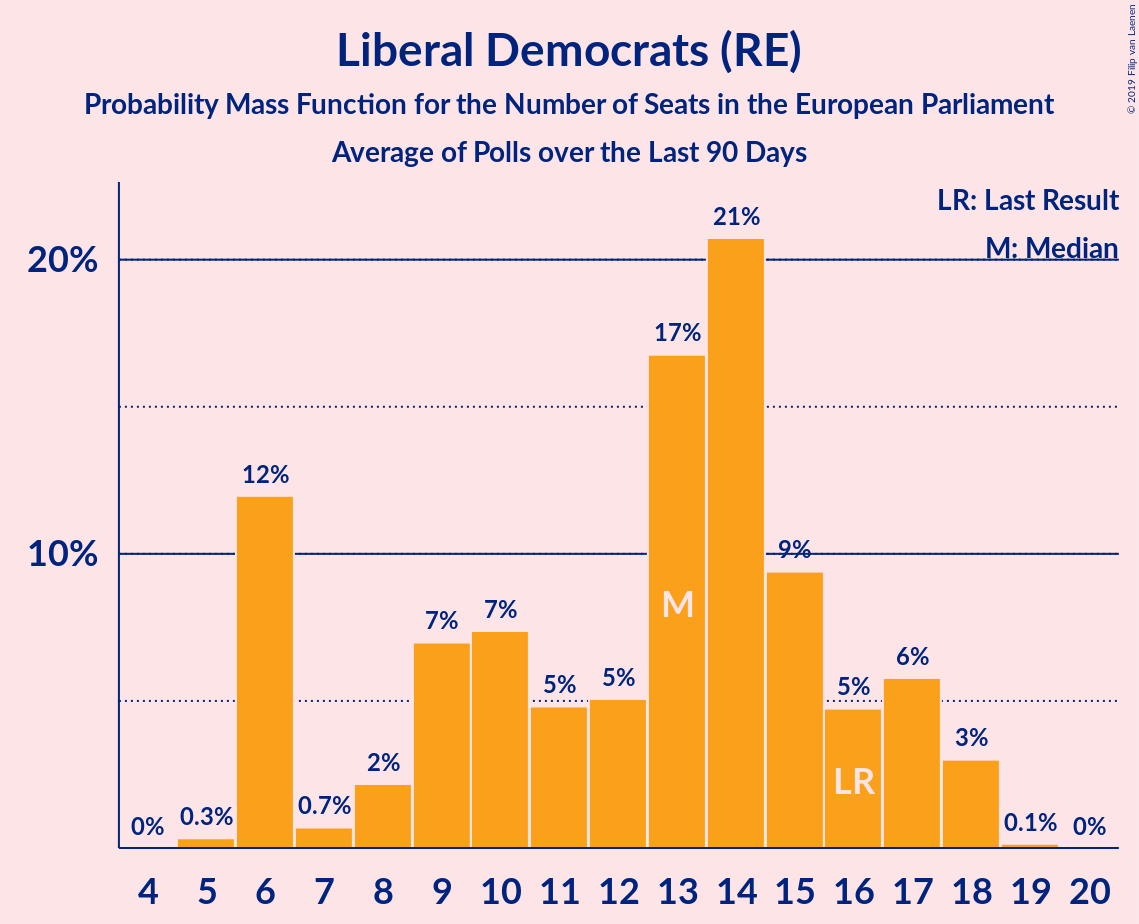 Liberal Democrats (RE)
Probability Mass Function for the Number of Seats in the European Parliament
Average of Polls over the Last 90 Days
© 2019 Filip van Laenen
LR: Last Result
M: Median
20%
10%
0%
0.3%
12%
0.7%
2%
7%
7%
5%
5%
17%
21%
9%
5%
6%
3%
0.1%
0%
M
LR
4 5 6 7 8 9 10 11 12 13 14 15 16 17 18 19 20